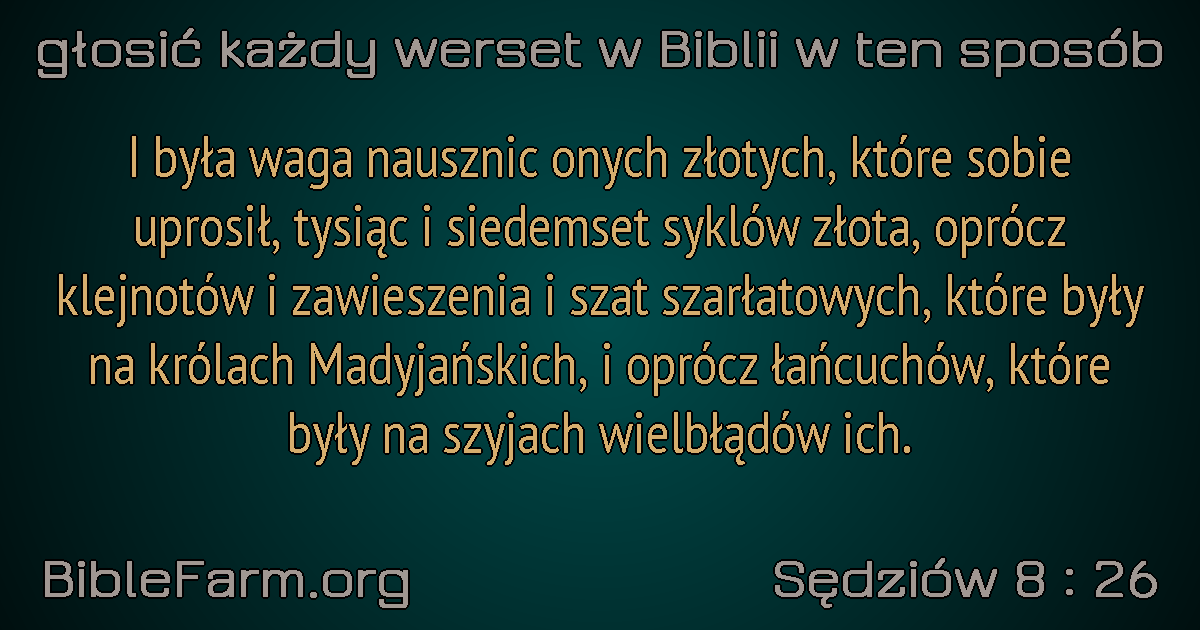 głosić każdy werset w Biblii w ten sposób
I była waga nausznic onych złotych, które sobie
uprosił, tysiąc i siedemset syklów złota, oprócz
klejnotów i zawieszenia i szat szarłatowych, które były
na królach Madyjańskich, i oprócz łańcuchów, które
były na szyjach wielbłądów ich.
BibleFarm.org
Sędziów 8 : 26